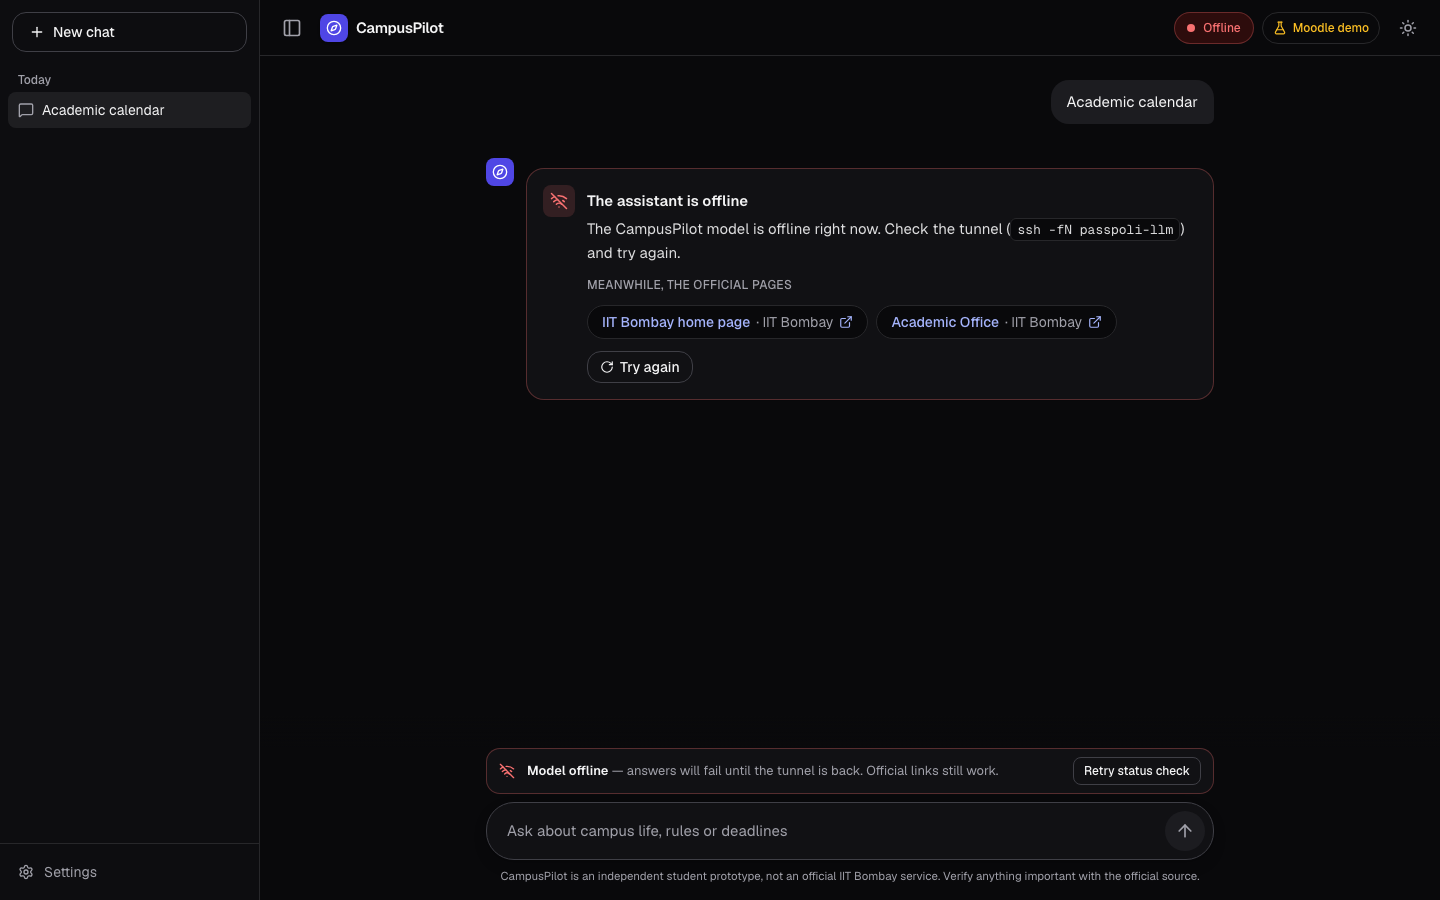 New chat
Today
Academic calendar
Settings
CampusPilot
Offline
Moodle demo
Academic calendar
The assistant is offline
The CampusPilot model is offline right now. Check the tunnel (ssh -fN passpoli-llm)
and try again.
MEANWHILE, THE OFFICIAL PAGES
IIT Bombay home page · IIT Bombay
Academic Office · IIT Bombay
Try again
Model offline — answers will fail until the tunnel is back. Official links still work.
Retry status check
Ask about campus life, rules or deadlines
CampusPilot is an independent student prototype, not an official IIT Bombay service. Verify anything important with the official source.